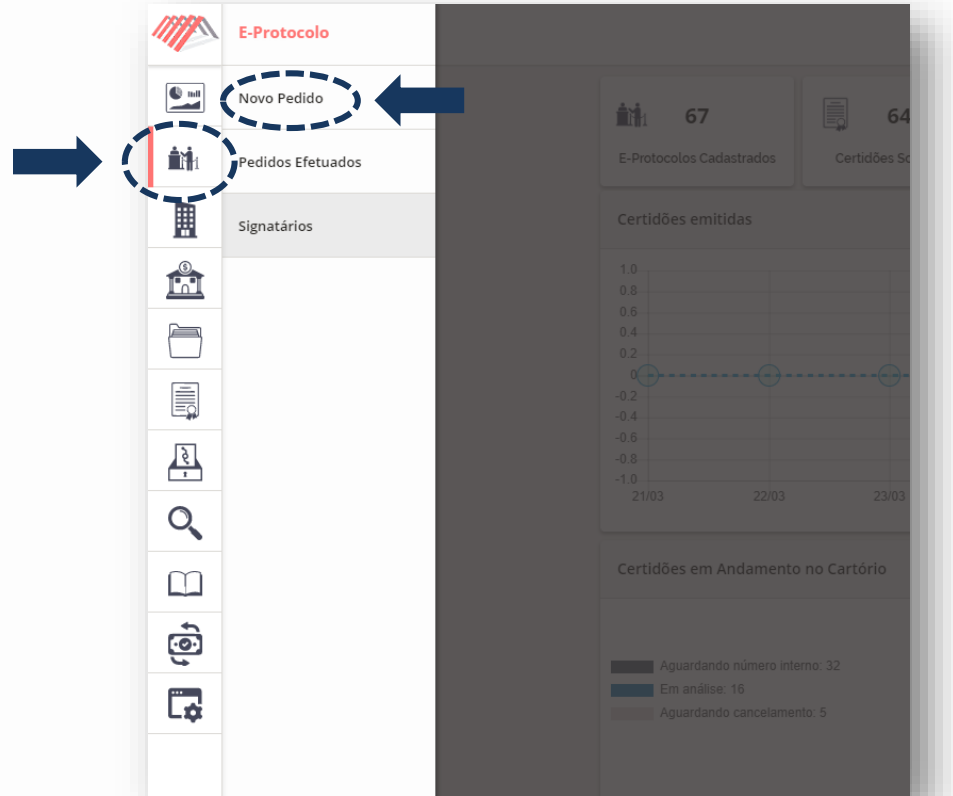 E-Protocolo
Novo Pedido
Pedidos Efetuados
Signatários
67
E-Protocolos Cadastrados
64
Certidões So
Certidões emitidas
1.0
0.8
0.6
0.4
0.2
0
-0.2
-0.4
-0.6
-0.8
-1.0
21/03 22/03 23/03
Certidões em Andamento no Cartório
Aguardando número interno: 32
Em análise: 16
Aguardando cancelamento: 5